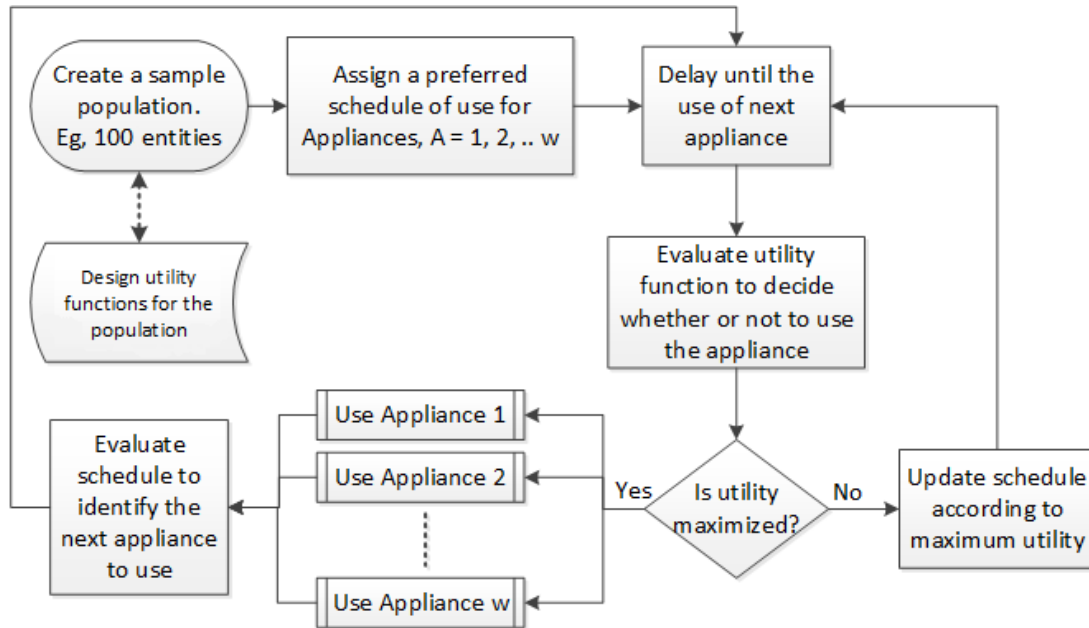 Create a sample
population.
Eg, 100 entities
Assign a preferred
schedule of use for
Appliances, A = 1, 2, .. w
Delay until the
use of next
appliance
Design utility
functions for the
population
Evaluate utility
function to decide
whether or not to use
the appliance
Is utility
maximized?
Yes
No
Update schedule
according to
maximum utility
Use Appliance 1
Use Appliance 2
Use Appliance w
Evaluate
schedule to
identify the
next appliance
to use